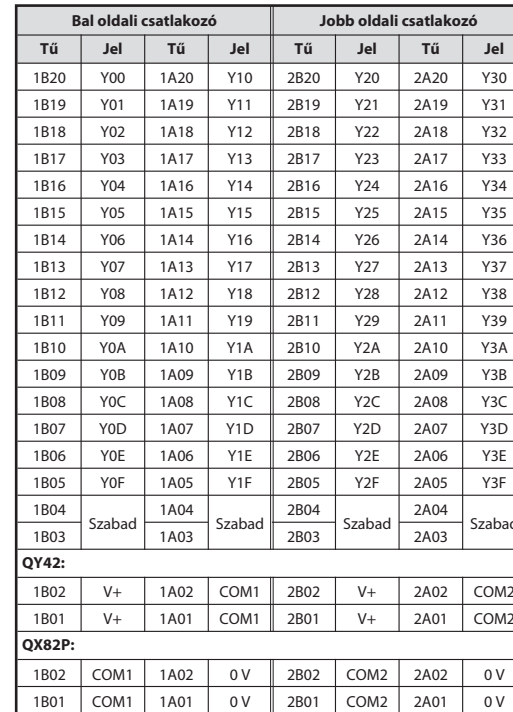 Bal oldali csatlakozó Jobb oldali csatlakozó
Tű Jel Tű Jel Tű Jel Tű Jel
1B20 Y00 1A20 Y10 2B20 Y20 2A20 Y30
1B19 Y01 1A19 Y11 2B19 Y21 2A19 Y31
1B18 Y02 1A18 Y12 2B18 Y22 2A18 Y32
1B17 Y03 1A17 Y13 2B17 Y23 2A17 Y33
1B16 Y04 1A16 Y14 2B16 Y24 2A16 Y34
1B15 Y05 1A15 Y15 2B15 Y25 2A15 Y35
1B14 Y06 1A14 Y16 2B14 Y26 2A14 Y36
1B13 Y07 1A13 Y17 2B13 Y27 2A13 Y37
1B12 Y08 1A12 Y18 2B12 Y28 2A12 Y38
1B11 Y09 1A11 Y19 2B11 Y29 2A11 Y39
1B10 Y0A 1A10 Y1A 2B10 Y2A 2A10 Y3A
1B09 Y0B 1A09 Y1B 2B09 Y2B 2A09 Y3B
1B08 Y0C 1A08 Y1C 2B08 Y2C 2A08 Y3C
1B07 Y0D 1A07 Y1D 2B07 Y2D 2A07 Y3D
1B06 Y0E 1A06 Y1E 2B06 Y2E 2A06 Y3E
1B05 Y0F 1A05 Y1F 2B05 Y2F 2A05 Y3F
1B04 1A04 2B04 2A04
Szabad Szabad Szabad Szabad
1B03 1A03 2B03 2A03
QY42:
1B02 V+ 1A02 COM1 2B02 V+ 2A02 COM2
1B01 V+ 1A01 COM1 2B01 V+ 2A01 COM2
QX82P:
1B02 COM1 1A02 0 V 2B02 COM2 2A02 0 V
1B01 COM1 1A01 0 V 2B01 COM2 2A01 0 V